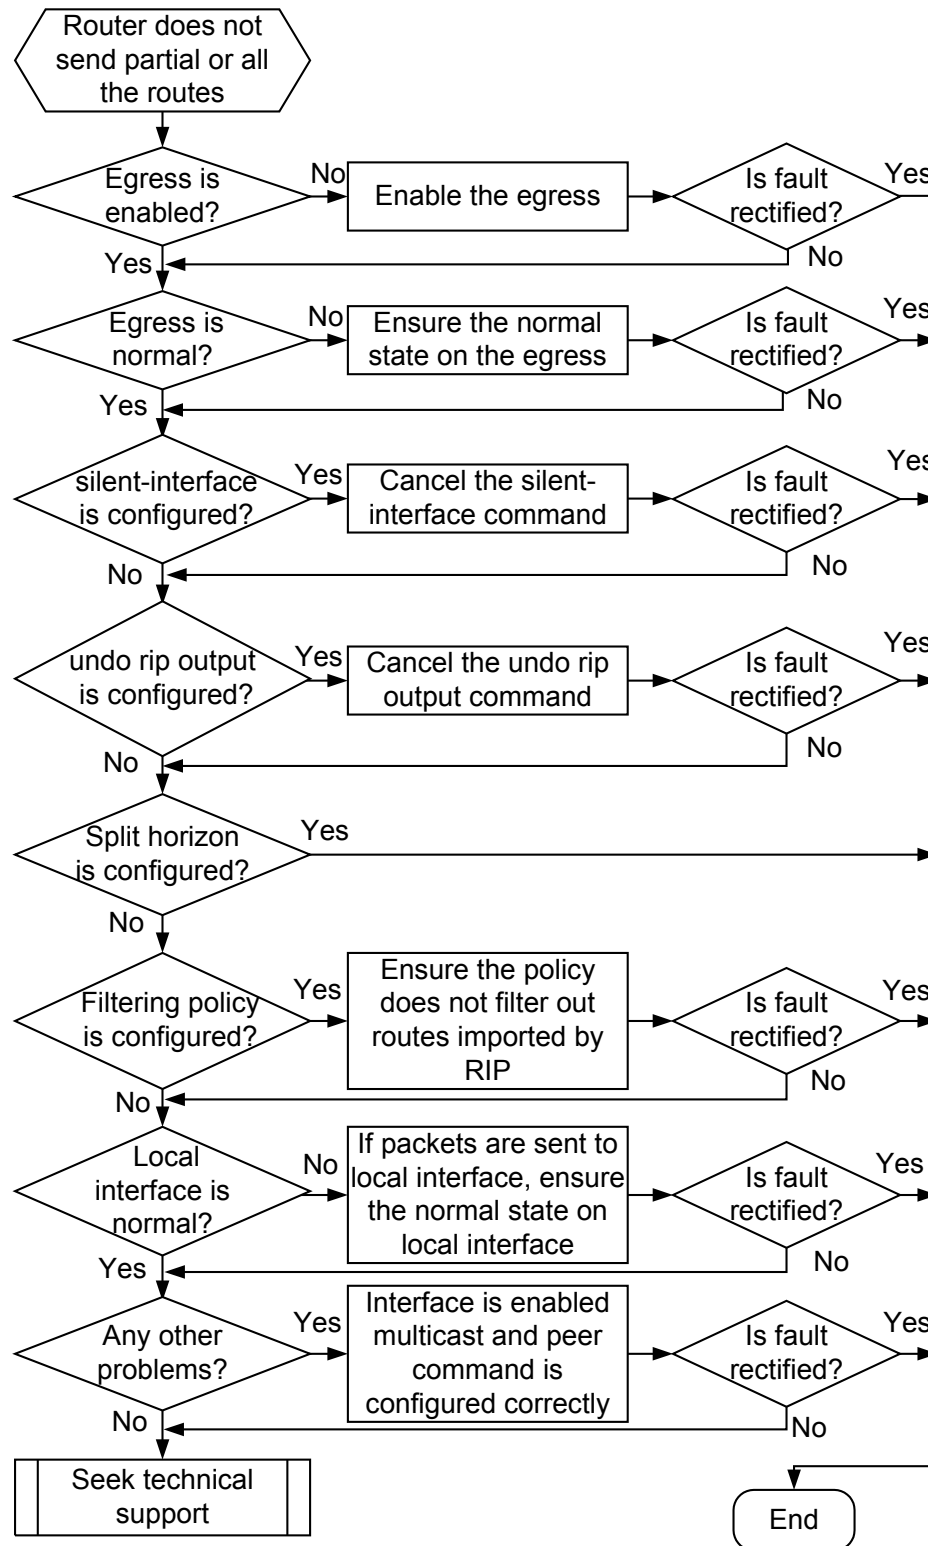 Router does not
send partial or all
the routes
Egress is
enabled?
No
Enable the egress
Is fault
rectified?
Yes
No
Yes
Egress is
normal?
No
Ensure the normal
state on the egress
Is fault
rectified?
Yes
No
Yes
silent-interface
is configured?
Yes
Cancel the silent-
interface command
Is fault
rectified?
Yes
No
No
undo rip output
is configured?
Yes
Cancel the undo rip
output command
Is fault
rectified?
Yes
No
No
Split horizon
is configured?
Yes
No
Filtering policy
is configured?
Yes
Ensure the policy
does not filter out
routes imported by
RIP
Is fault
rectified?
Yes
No
No
Local
interface is
normal?
No
If packets are sent to
local interface, ensure
the normal state on
local interface
Is fault
rectified?
Yes
No
Yes
Any other
problems?
Yes
Interface is enabled
multicast and peer
command is
configured correctly
Is fault
rectified?
Yes
No
No
Seek technical
support
End